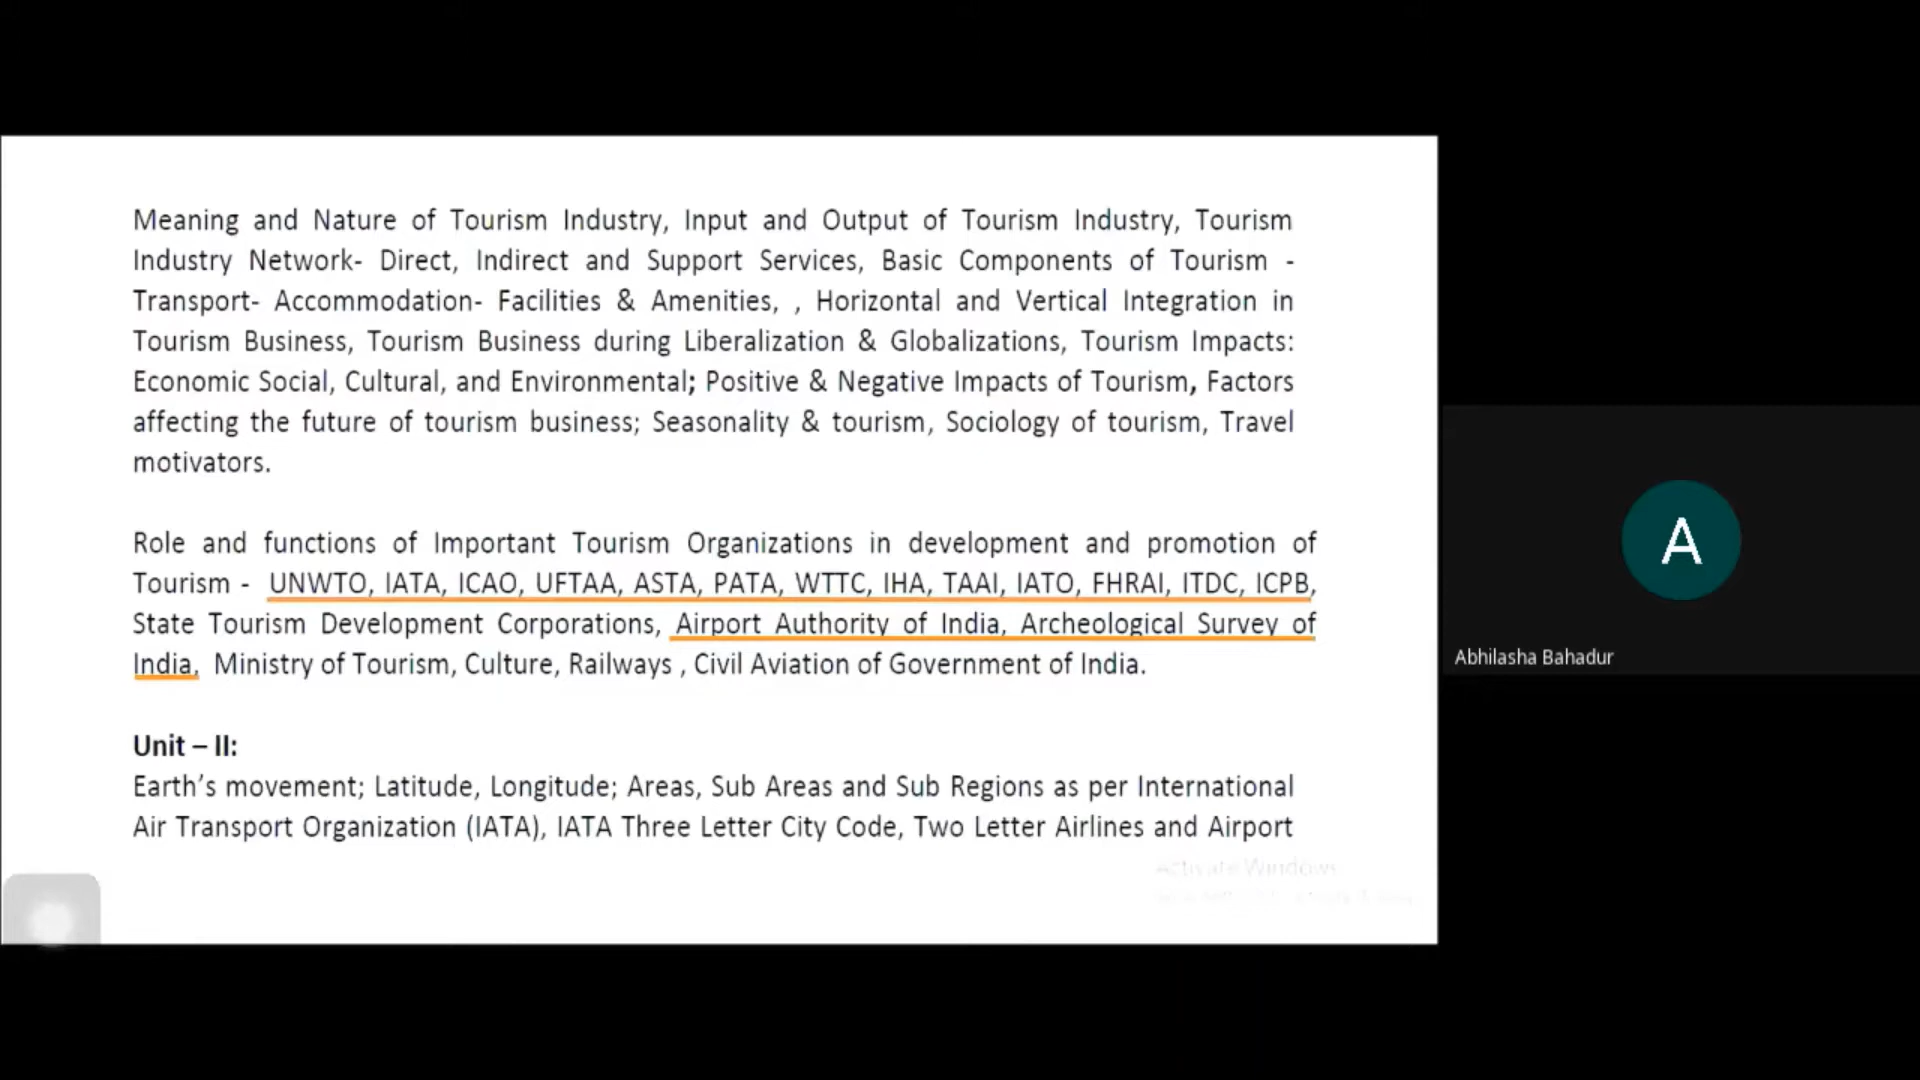 Meaning and Nature of Tourism Industry, Input and Output of Tourism Industry, Tourism
Industry Network- Direct, Indirect and Support Services, Basic Components of Tourism -
Transport- Accommodation- Facilities & Amenities, , Horizontal and Vertical Integration in
Tourism Business, Tourism Business during Liberalization & Globalizations, Tourism Impacts:
Economic Social, Cultural, and Environmental; Positive & Negative Impacts of Tourism, Factors
affecting the future of tourism business; Seasonality & tourism, Sociology of tourism, Travel
motivators.
Role and functions of Important Tourism Organizations in development and promotion of
Tourism - UNWTO, IATA, ICAO, UFTAA, ASTA, PATA, WTTC, IHA, TAAI, IATO, FHRAI, ITDC, ICPB,
State Tourism Development Corporations, Airport Authority of India, Archeological Survey of
India, Ministry of Tourism, Culture, Railways , Civil Aviation of Government of India.
Unit – II:
Earth’s movement; Latitude, Longitude; Areas, Sub Areas and Sub Regions as per International
Air Transport Organization (IATA), IATA Three Letter City Code, Two Letter Airlines and Airport
Activate Windows
A
Abhilasha Bahadur